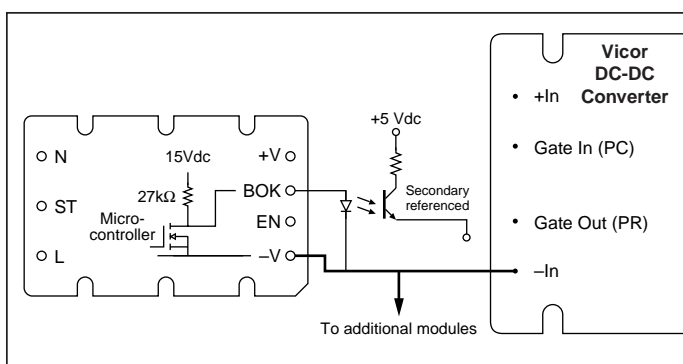 Vicor
DC-DC
Converter
+In
Gate In (PC)
Gate Out (PR)
–In
+5 Vdc
Secondary
referenced
N
ST
L
15Vdc
27kΩ
Micro-
controller
+V
BOK
EN
–V
To additional modules